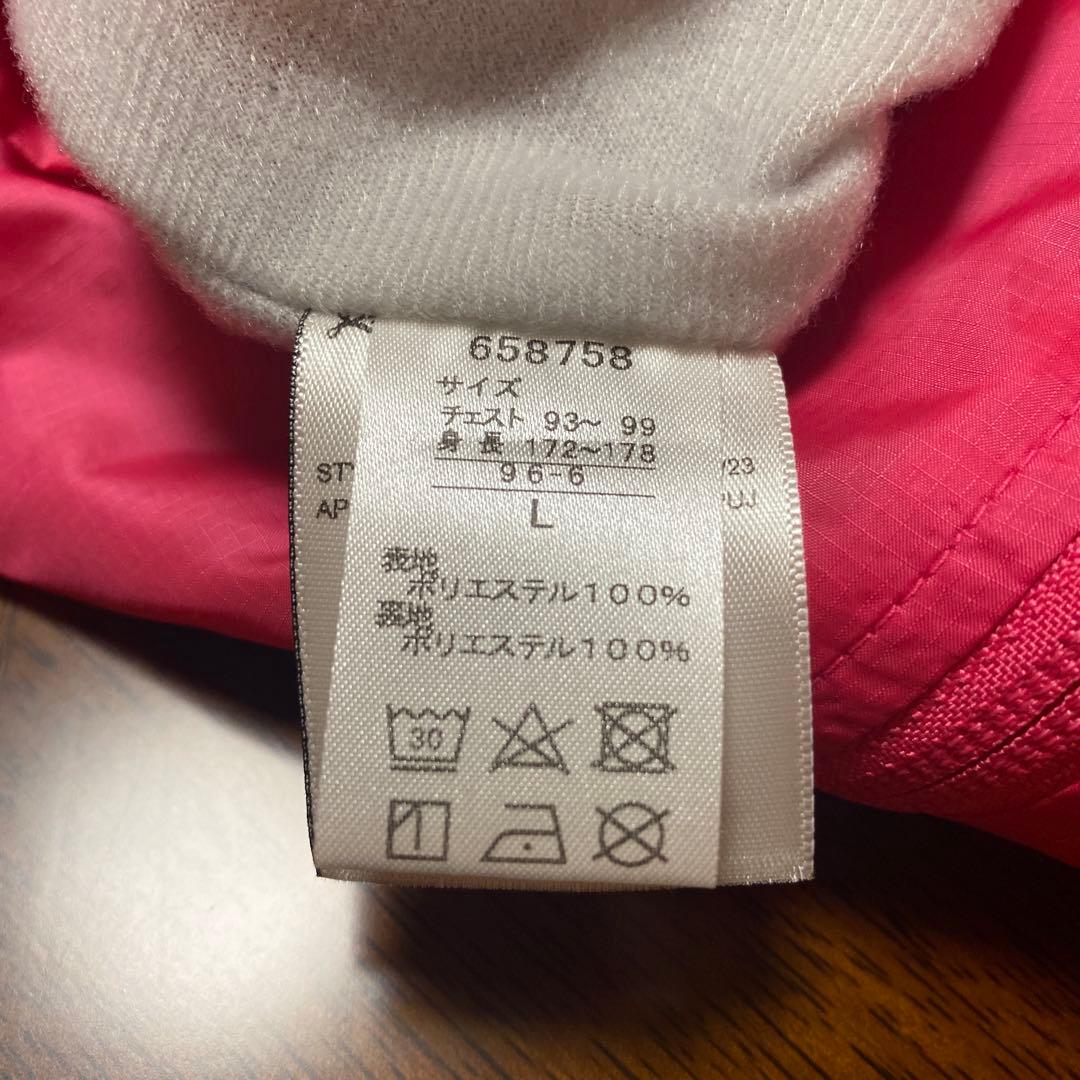 658758
サイズ
チェスト 93～ 99
身 長 172～178
96-6
L
表地
ポリエステル100%
裏地
ポリエステル100%
30